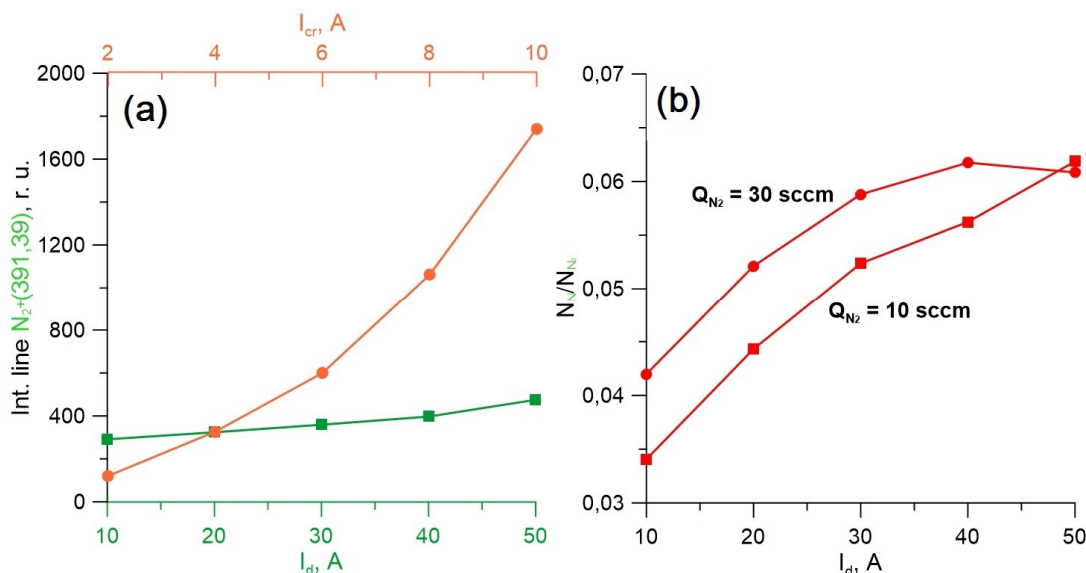 I_cr, A
2 4 6 8 10
2000
1600
1200
800
400
0
Int. line N₂⁺(391,39), r. u.
(a)
10 20 30 40 50
I_d, A
0,07
0,06
0,05
0,04
0,03
N_N/N_N₂
(b)
Q_N₂ = 30 sccm
Q_N₂ = 10 sccm
10 20 30 40 50
I_d, A